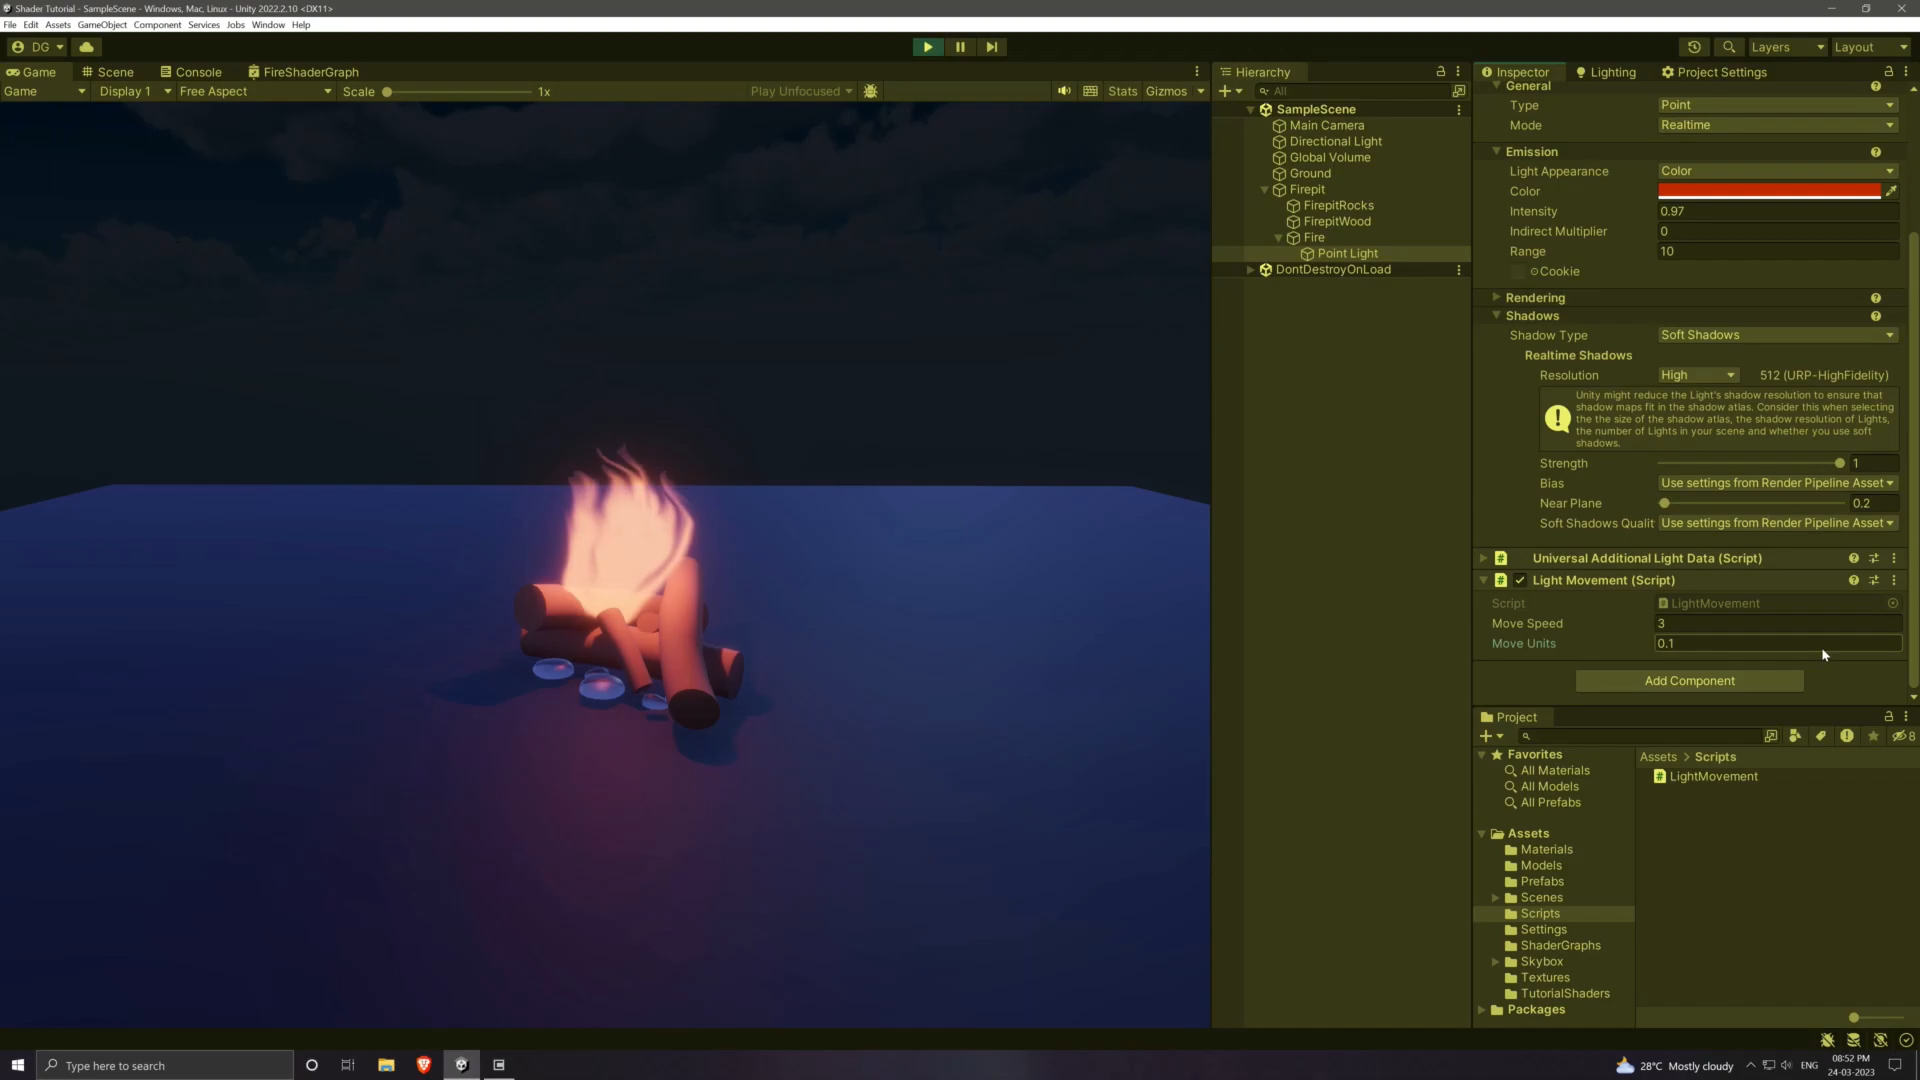 Shader Tutorial - SampleScene - Windows, Mac, Linux - Unity 2022.2.10 <DX11>
File Edit Assets GameObject Component Services Jobs Window Help
DG Layers Layout
Game Scene Console FireShaderGraph
Game Display 1 Free Aspect Scale 1x Play Unfocused Stats Gizmos
Hierarchy
All
SampleScene
Main Camera
Directional Light
Global Volume
Ground
Firepit
FirepitRocks
FirepitWood
Fire
Point Light
DontDestroyOnLoad
Inspector Lighting Project Settings
General
Type Point
Mode Realtime
Emission
Light Appearance Color
Color
Intensity 0.97
Indirect Multiplier 0
Range 10
Cookie
Rendering
Shadows
Shadow Type Soft Shadows
Realtime Shadows
Resolution High 512 (URP-HighFidelity)
Unity might reduce the Light's shadow resolution to ensure that
shadow maps fit in the shadow atlas. Consider this when selecting
the the size of the shadow atlas, the shadow resolution of Lights,
the number of Lights in your scene and whether you use soft
shadows.
Strength 1
Bias Use settings from Render Pipeline Asset
Near Plane 0.2
Soft Shadows Qualit Use settings from Render Pipeline Asset
Universal Additional Light Data (Script)
Light Movement (Script)
Script LightMovement
Move Speed 3
Move Units 0.1
Add Component
Project
8
Favorites
All Materials
All Models
All Prefabs
Assets
Materials
Models
Prefabs
Scenes
Scripts
Settings
ShaderGraphs
Skybox
Textures
TutorialShaders
Packages
Assets > Scripts
LightMovement
Type here to search
28°C Mostly cloudy ENG
08:52 PM
24-03-2023